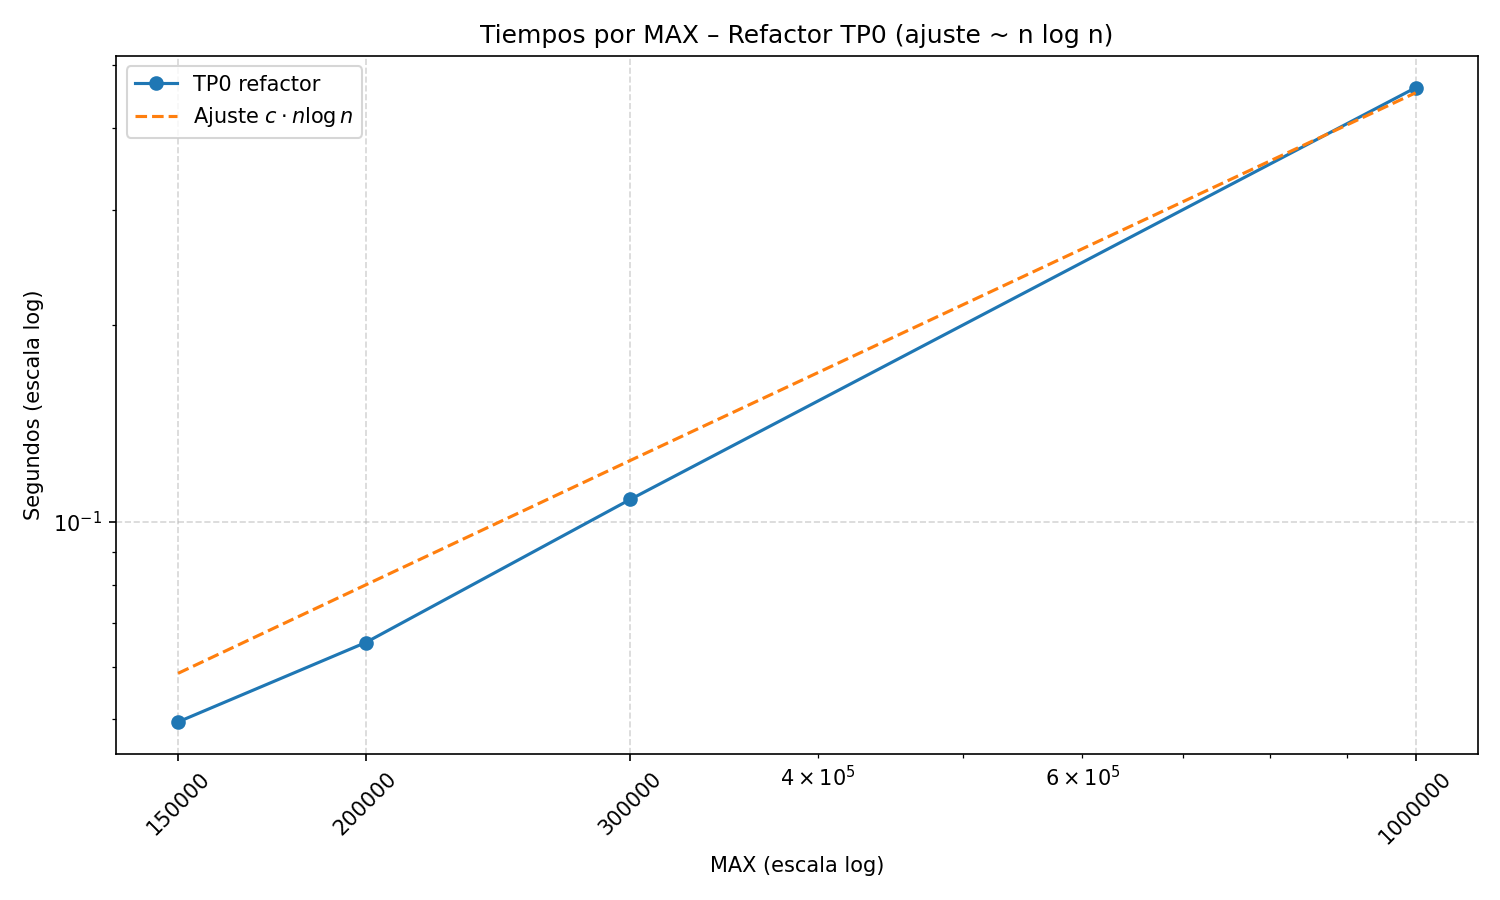 Tiempos por MAX – Refactor TP0 (ajuste ~ n log n)
TP0 refactor
Ajuste c · n log n
Segundos (escala log)
10⁻¹
150000
200000
300000
4 × 10⁵
6 × 10⁵
1000000
MAX (escala log)